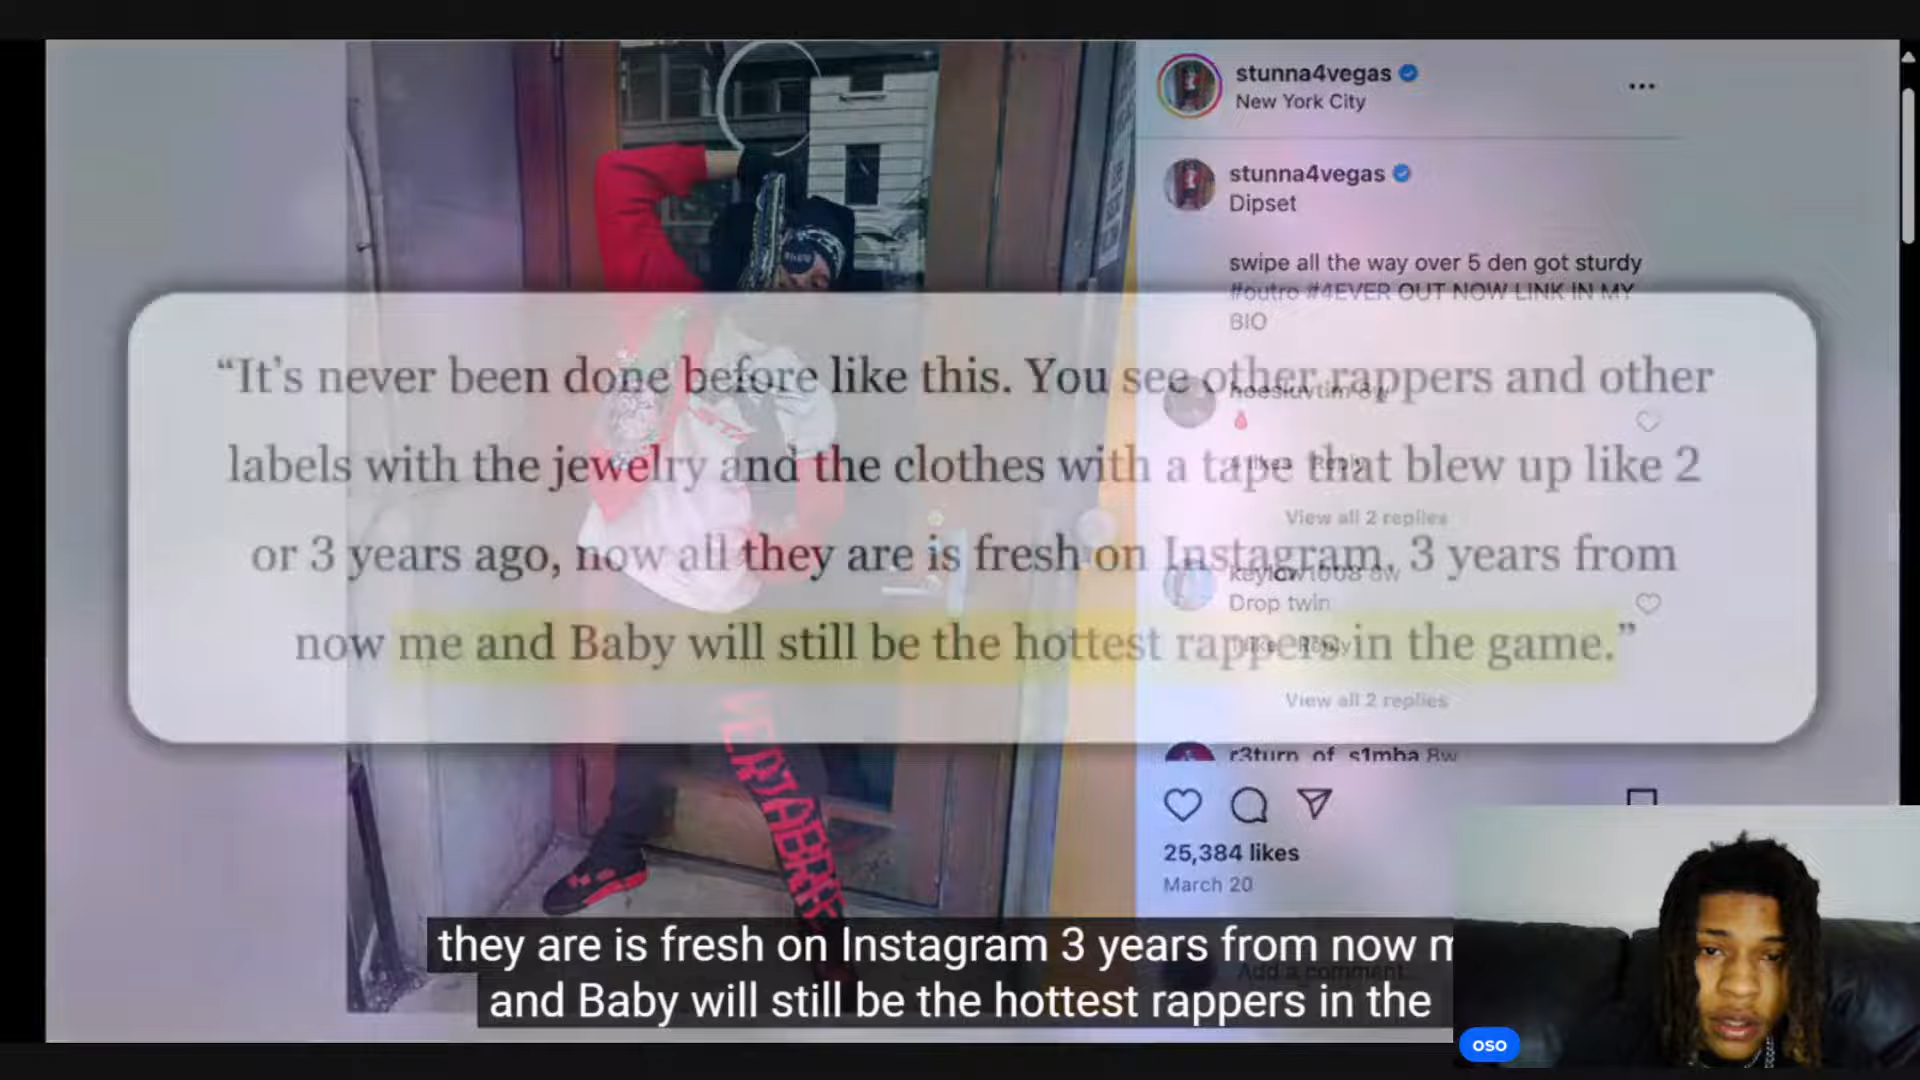 stunna4vegas
New York City
stunna4vegas
Dipset
swipe all the way over 5 den got sturdy
#outro #4EVER OUT NOW LINK IN MY
BIO
“It’s never been done before like this. You see other rappers and other
labels with the jewelry and the clothes with a tape that blew up like 2
or 3 years ago, now all they are is fresh on Instagram. 3 years from
now me and Baby will still be the hottest rappers in the game.”
View all 2 replies
Drop twin
Reply
View all 2 replies
r3turn_of_s1mba 8w
25,384 likes
March 20
Add a comment...
they are is fresh on Instagram 3 years from now
and Baby will still be the hottest rappers in the
oso